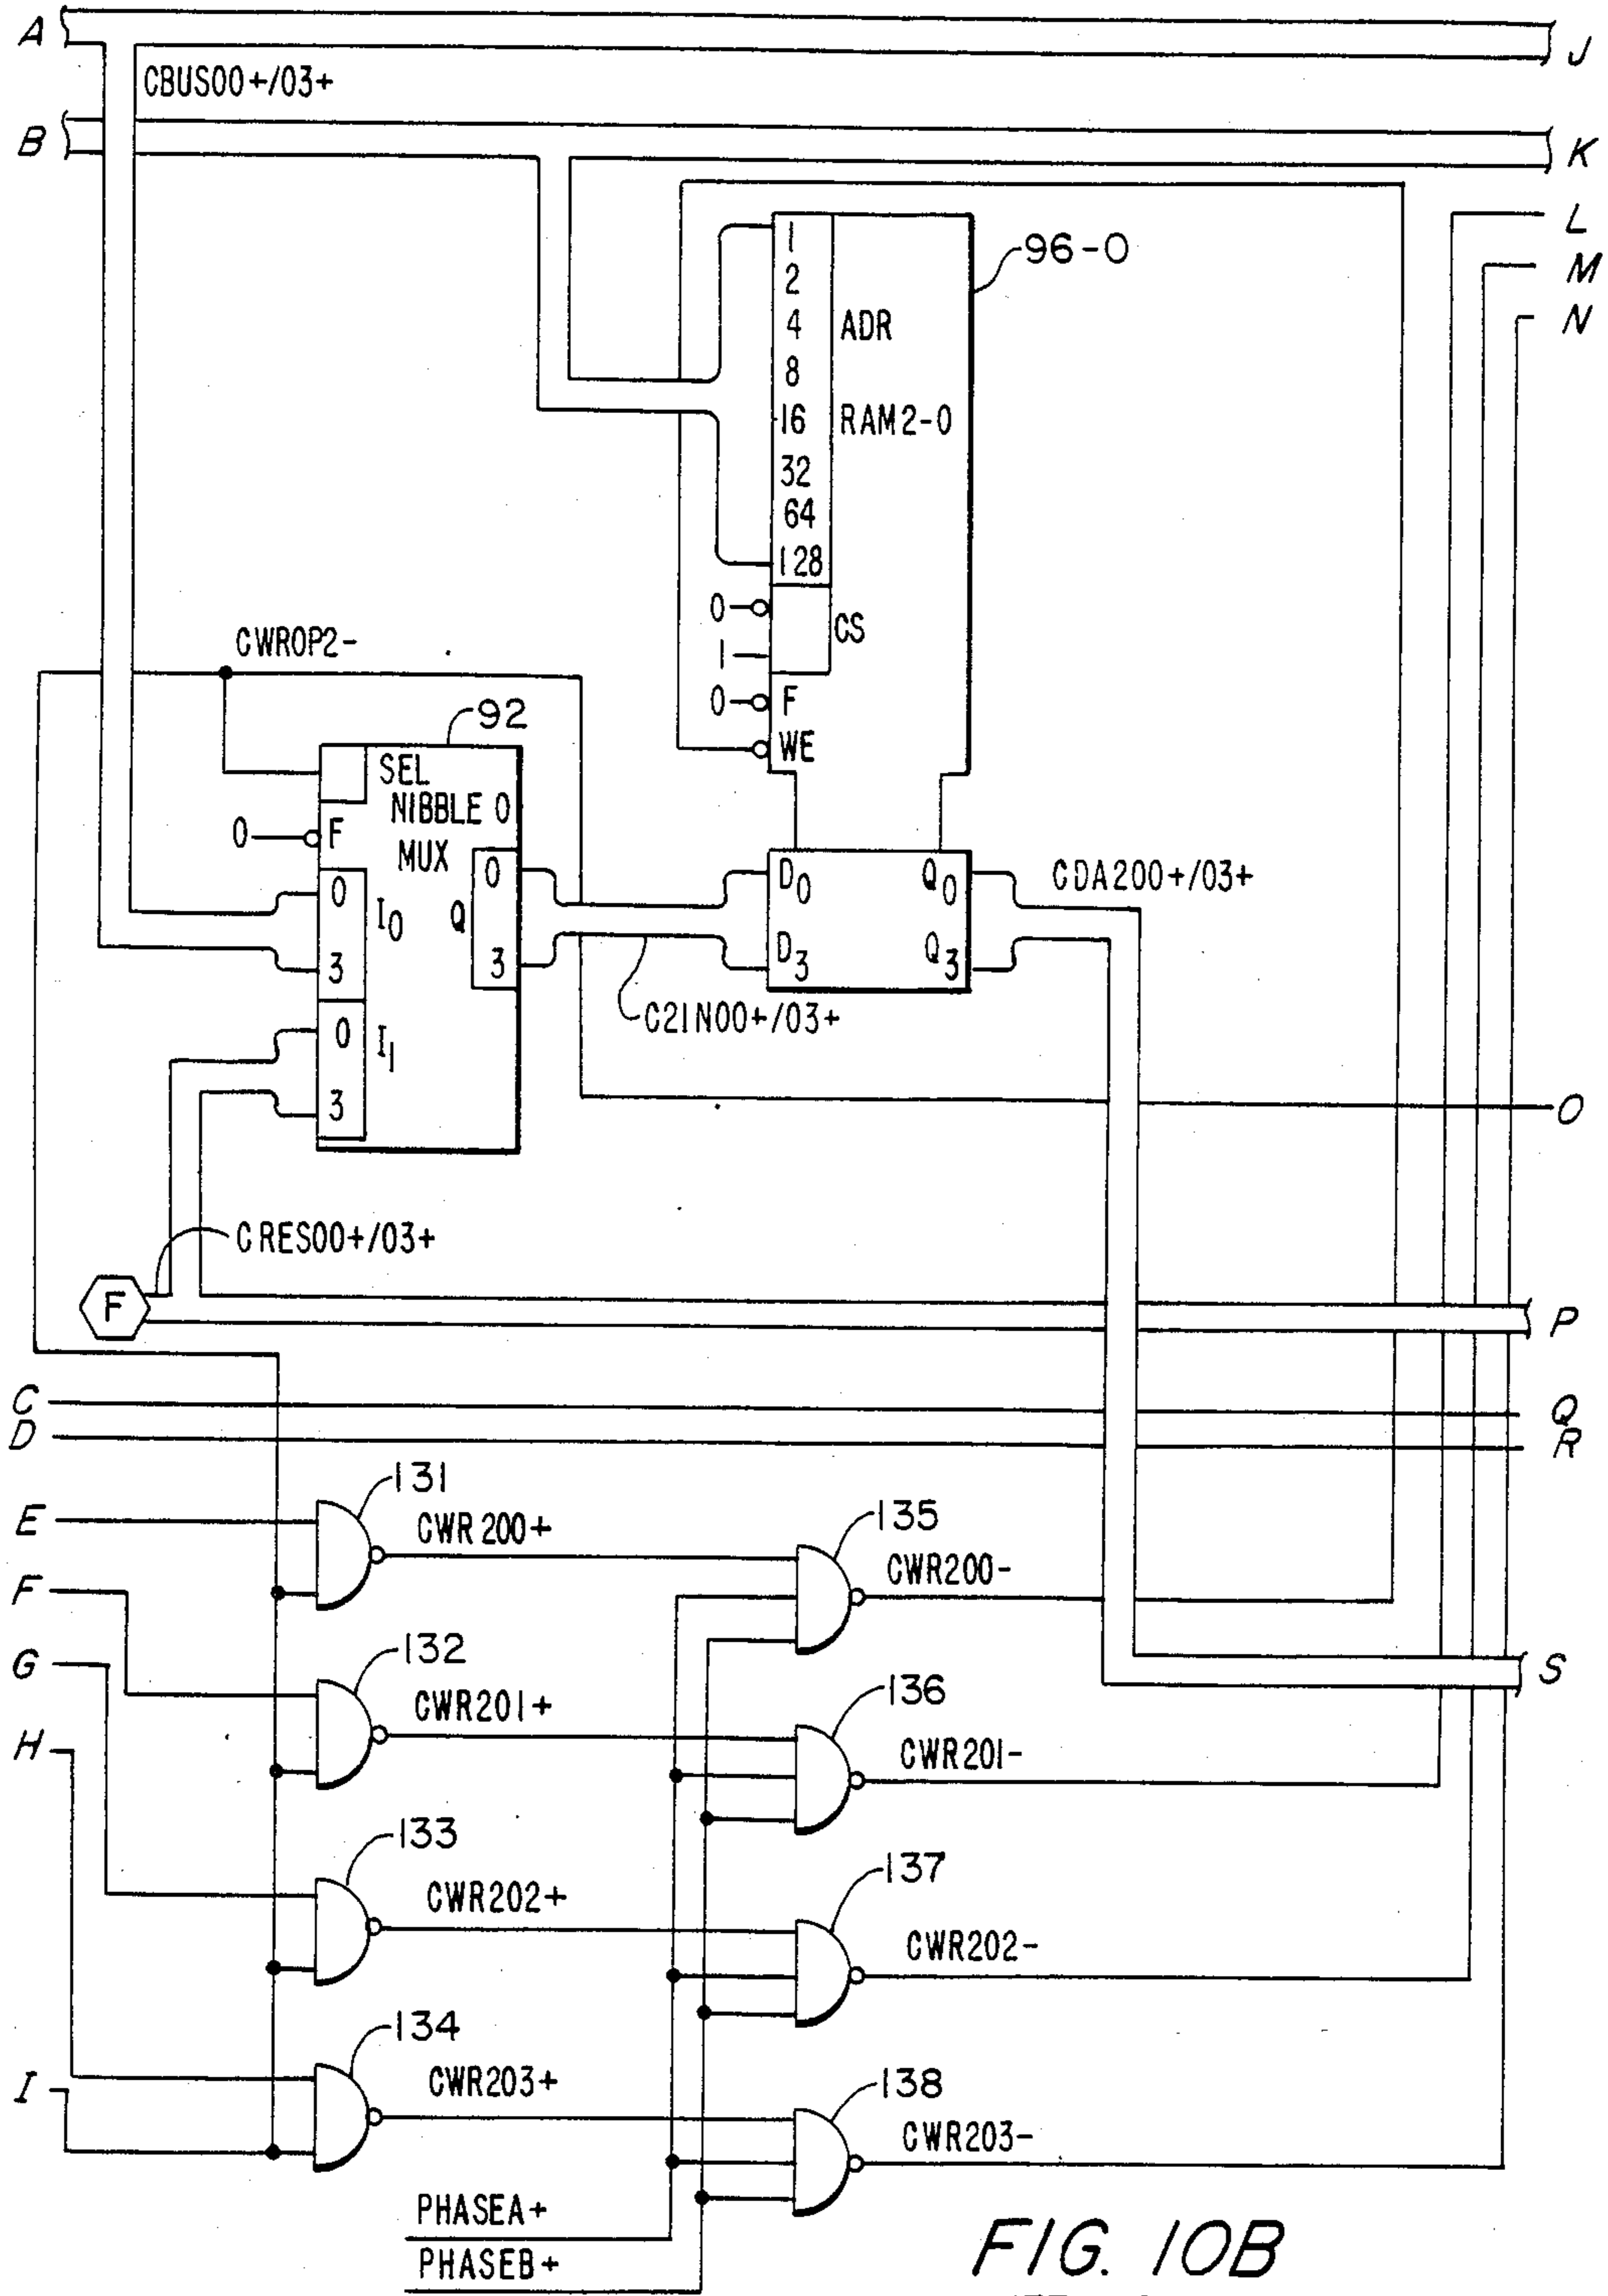 A
J
CBUS00+/03+
B
K
L
96-0
M
1
2
4
ADR
N
8
16
RAM2-0
32
64
128
0
CS
1
CWROP2-
0
F
92
WE
SEL
NIBBLE 0
0
F
MUX
0
I0
3
Q
0
3
D0
Q0
CDA200+/03+
D3
Q3
C2IN00+/03+
0
I1
3
O
CRES00+/03+
F
P
C
Q
D
R
131
E
CWR200+
135
CWR200-
F
132
G
CWR201+
S
136
H
CWR201-
133
137
CWR202+
CWR202-
134
I
CWR203+
138
CWR203-
PHASEA+
PHASEB+
FIG. 10B